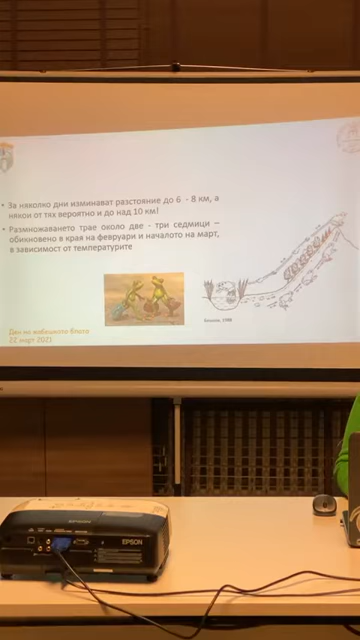 За няколко дни изминават разстояние до 6 - 8 км, а
някои от тях вероятно и до над 10 км!
Размножаването трае около две - три седмици –
обикновено в края на февруари и началото на март,
в зависимост от температурите
Ден на жабешкото блато
22 март 2021
EPSON